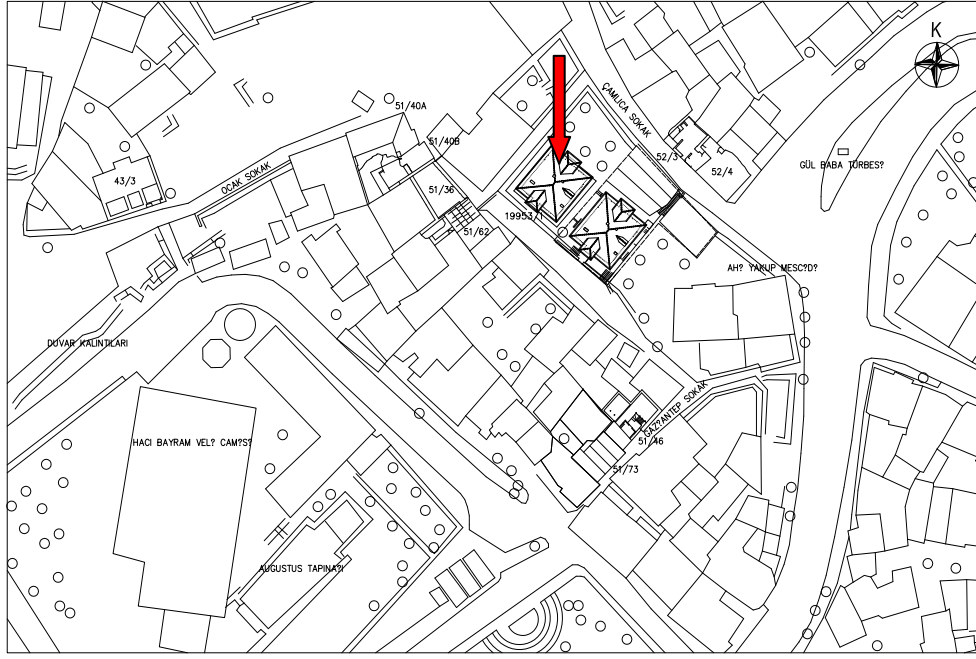 K
ÇAMLICA SOKAK
51/40A
51/40B
52/3
52/4
GÜL BABA TÜRBES?
43/3
OCAK SOKAK
51/36
19953/1
51/62
AH? YAKUP MESC?D?
DUVAR KALINTILARI
GAZ?ANTEP SOKAK
HACI BAYRAM VEL? CAM?S?
51/46
51/73
AUGUSTUS TAPINA?I